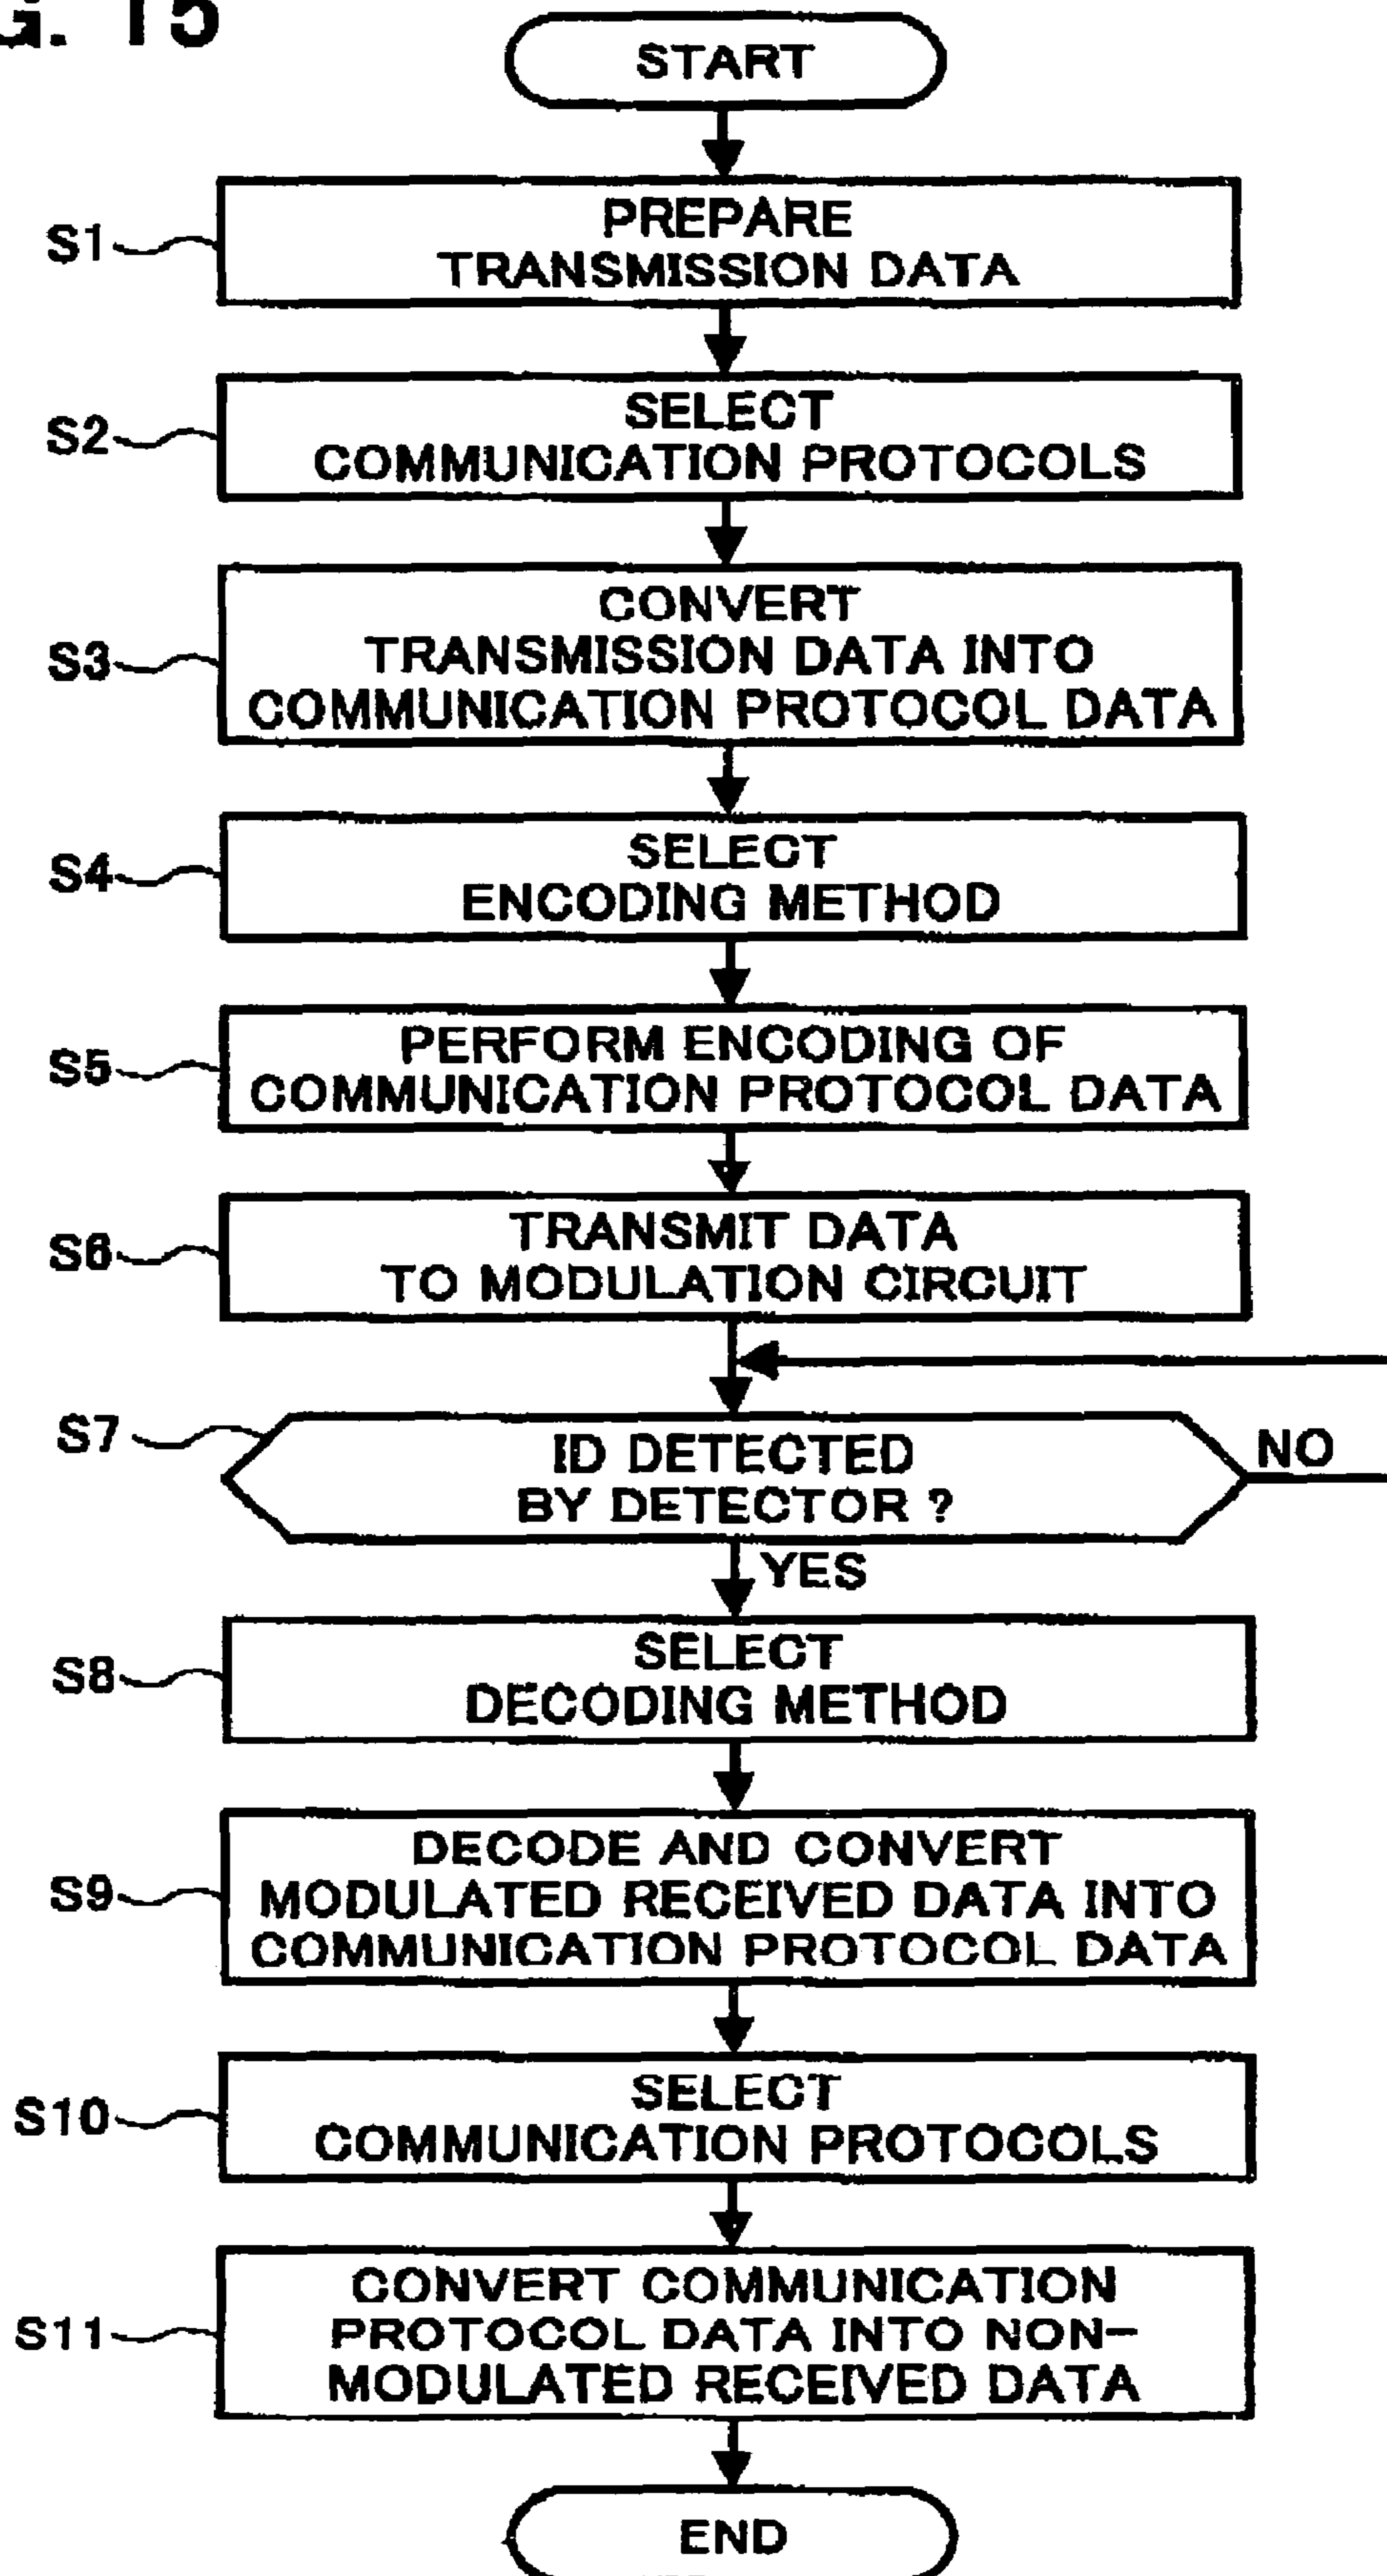 G. 15
START
S1
PREPARE
TRANSMISSION DATA
S2
SELECT
COMMUNICATION PROTOCOLS
S3
CONVERT
TRANSMISSION DATA INTO
COMMUNICATION PROTOCOL DATA
S4
SELECT
ENCODING METHOD
S5
PERFORM ENCODING OF
COMMUNICATION PROTOCOL DATA
S6
TRANSMIT DATA
TO MODULATION CIRCUIT
S7
ID DETECTED
BY DETECTOR ?
NO
YES
S8
SELECT
DECODING METHOD
S9
DECODE AND CONVERT
MODULATED RECEIVED DATA INTO
COMMUNICATION PROTOCOL DATA
S10
SELECT
COMMUNICATION PROTOCOLS
S11
CONVERT COMMUNICATION
PROTOCOL DATA INTO NON-
MODULATED RECEIVED DATA
END